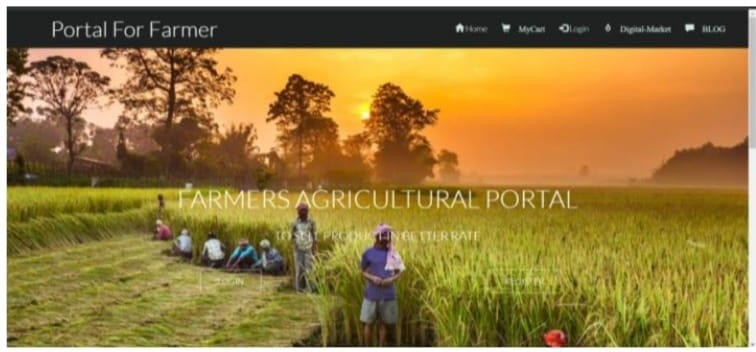 Portal For Farmer
Home MyCart Login Digital-Market BLOG
FARMERS AGRICULTURAL PORTAL
TO SELL PRODUCT IN BETTER RATE
LOGIN REGISTER